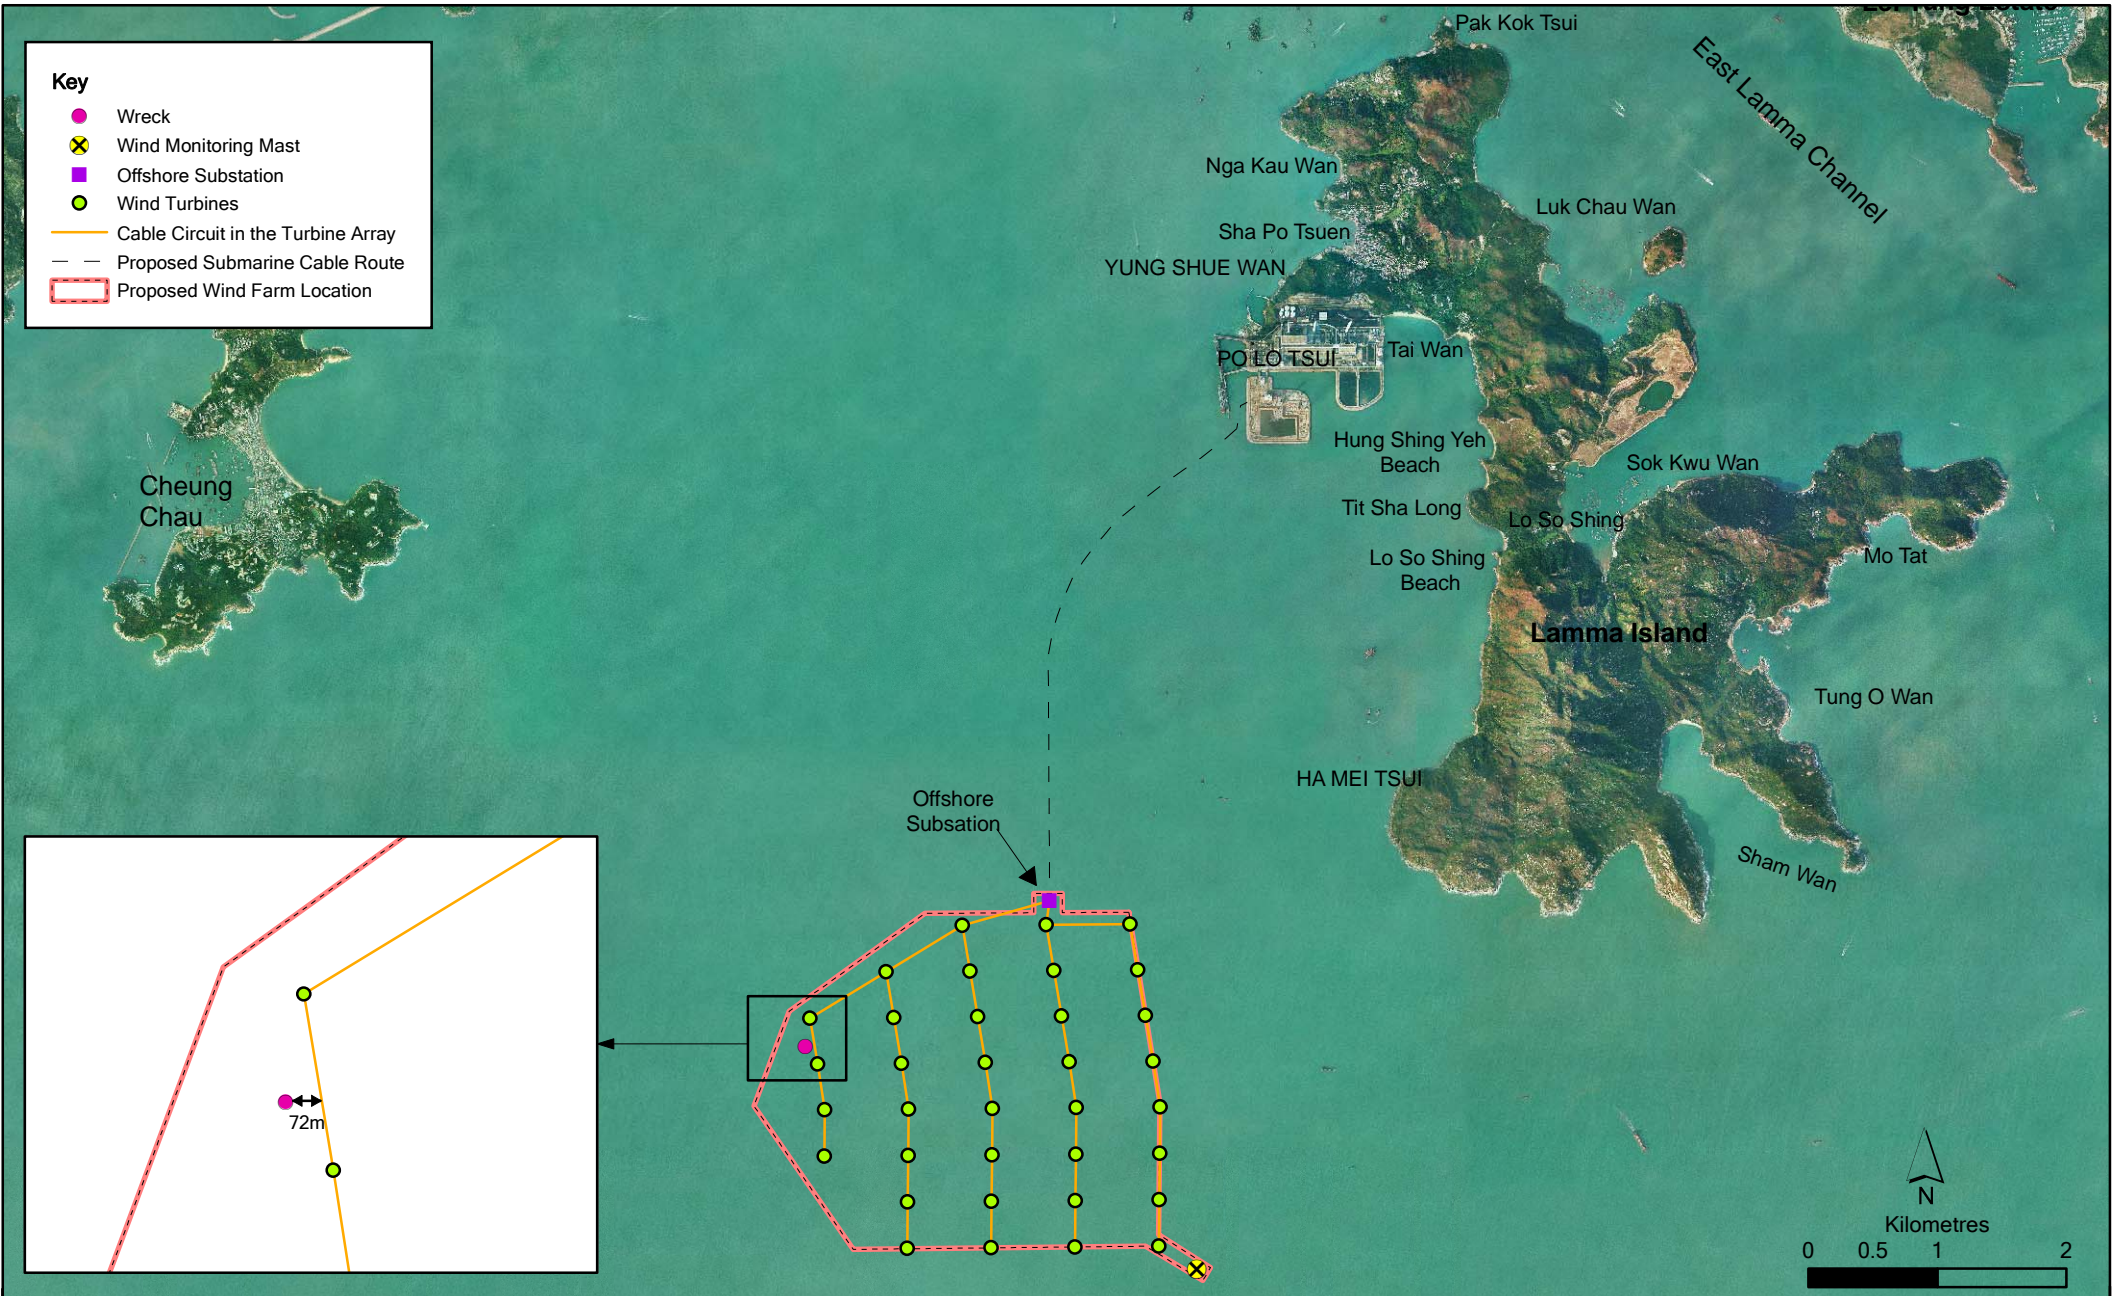 Pak Kok Tsui
East Lamma Channel
Key
Wreck
Wind Monitoring Mast
Offshore Substation
Wind Turbines
Cable Circuit in the Turbine Array
Proposed Submarine Cable Route
Proposed Wind Farm Location
Nga Kau Wan
Luk Chau Wan
Sha Po Tsuen
YUNG SHUE WAN
PO LO TSUI
Tai Wan
Hung Shing Yeh
Beach
Sok Kwu Wan
Cheung
Chau
Tit Sha Long
Lo So Shing
Lo So Shing
Beach
Mo Tat
Lamma Island
Tung O Wan
HA MEI TSUI
Offshore
Subsation
Sham Wan
72m
N
Kilometres
0 0.5 1 2